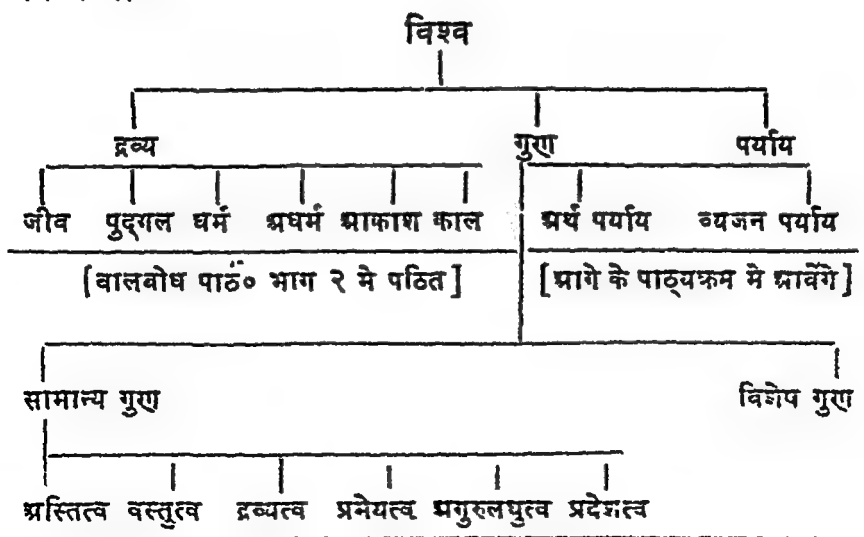 विश्व
द्रव्य गुण पर्याय
जीव पुद्गल धर्म अधर्म आकाश काल अर्थ पर्याय व्यजन पर्याय
[वालवोध पाठ० भाग २ मे पठित] [आगे के पाठ्यक्रम मे आवेंगे]
सामान्य गुण विशेप गुण
अस्तित्व वस्तुत्व द्रव्यत्व प्रमेयत्व अगुरुलघुत्व प्रदेशत्व